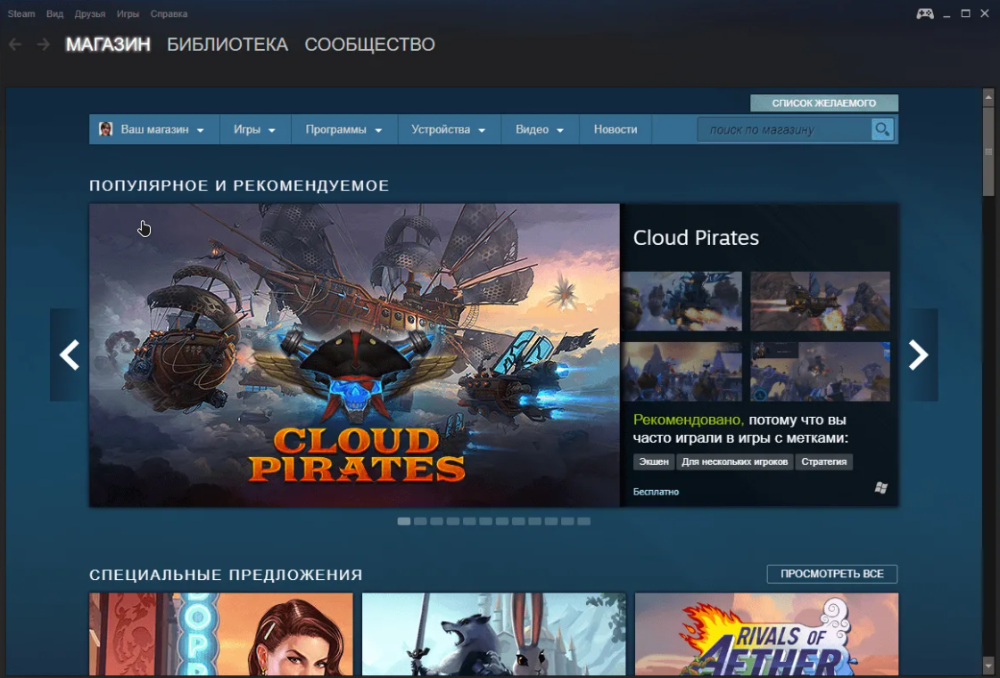 Steam Вид Друзья Игры Справка
МАГАЗИН БИБЛИОТЕКА СООБЩЕСТВО
СПИСОК ЖЕЛАЕМОГО
Ваш магазин Игры Программы Устройства Видео Новости поиск по магазину
ПОПУЛЯРНОЕ И РЕКОМЕНДУЕМОЕ
Cloud Pirates
CLOUD
PIRATES
Рекомендовано, потому что вы
часто играли в игры с метками:
Экшен Для нескольких игроков Стратегия
Бесплатно
СПЕЦИАЛЬНЫЕ ПРЕДЛОЖЕНИЯ
ПРОСМОТРЕТЬ ВСЕ
RIVALS OF
AETHER